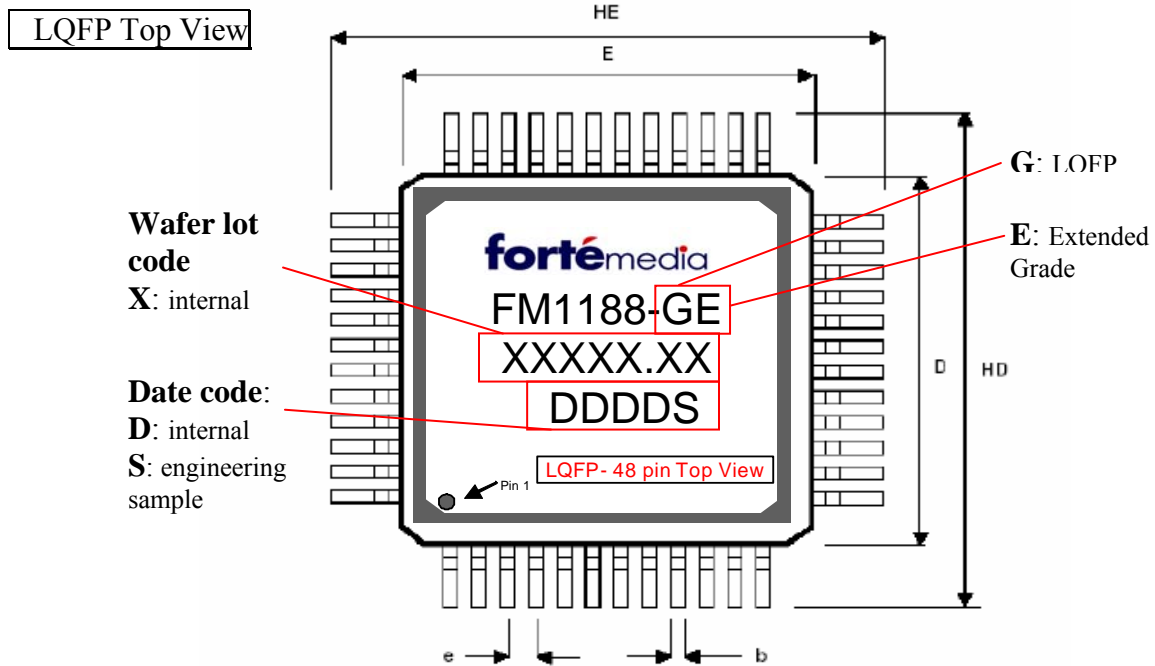 LQFP Top View
HE
E
G: LQFP
E: Extended
Grade
Wafer lot
code
X: internal
fortémedia
FM1188-GE
XXXXX.XX
DDDDS
D
HD
Date code:
D: internal
S: engineering
sample
LQFP- 48 pin Top View
Pin 1
e
b